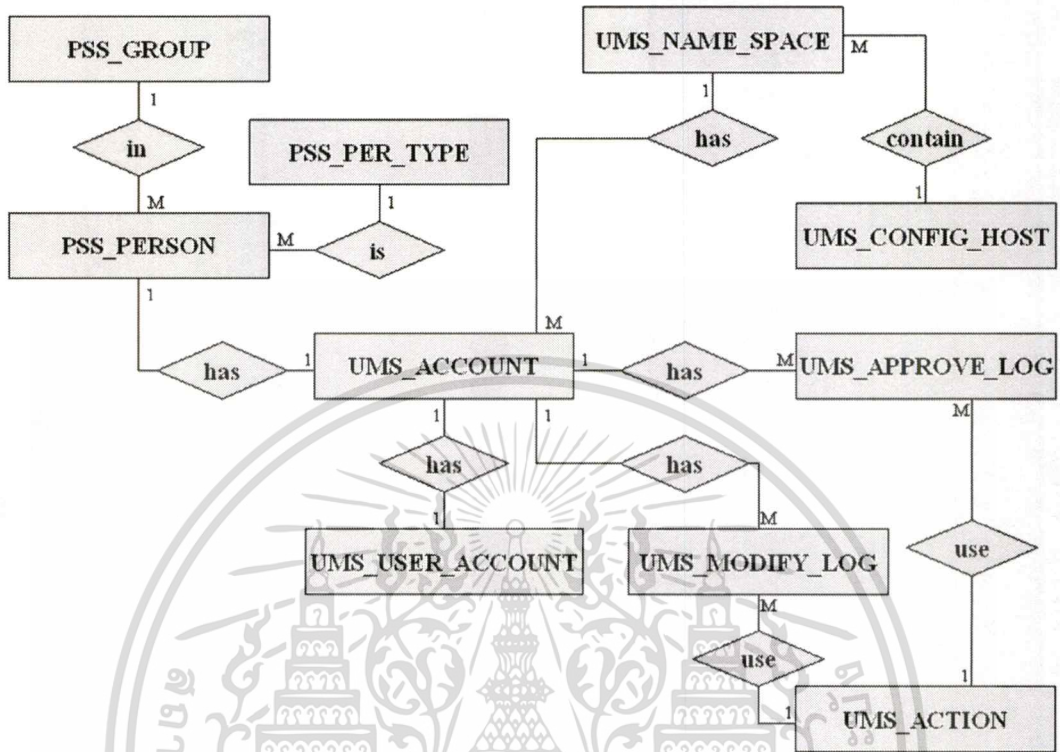 PSS_GROUP
UMS_NAME_SPACE
M
1
1
in
PSS_PER_TYPE
has
contain
M
1
1
PSS_PERSON
M
is
UMS_CONFIG_HOST
1
M
has
1
UMS_ACCOUNT
1
has
M
UMS_APPROVE_LOG
1
1
M
has
has
1
M
UMS_USER_ACCOUNT
UMS_MODIFY_LOG
use
M
use
1
1
UMS_ACTION